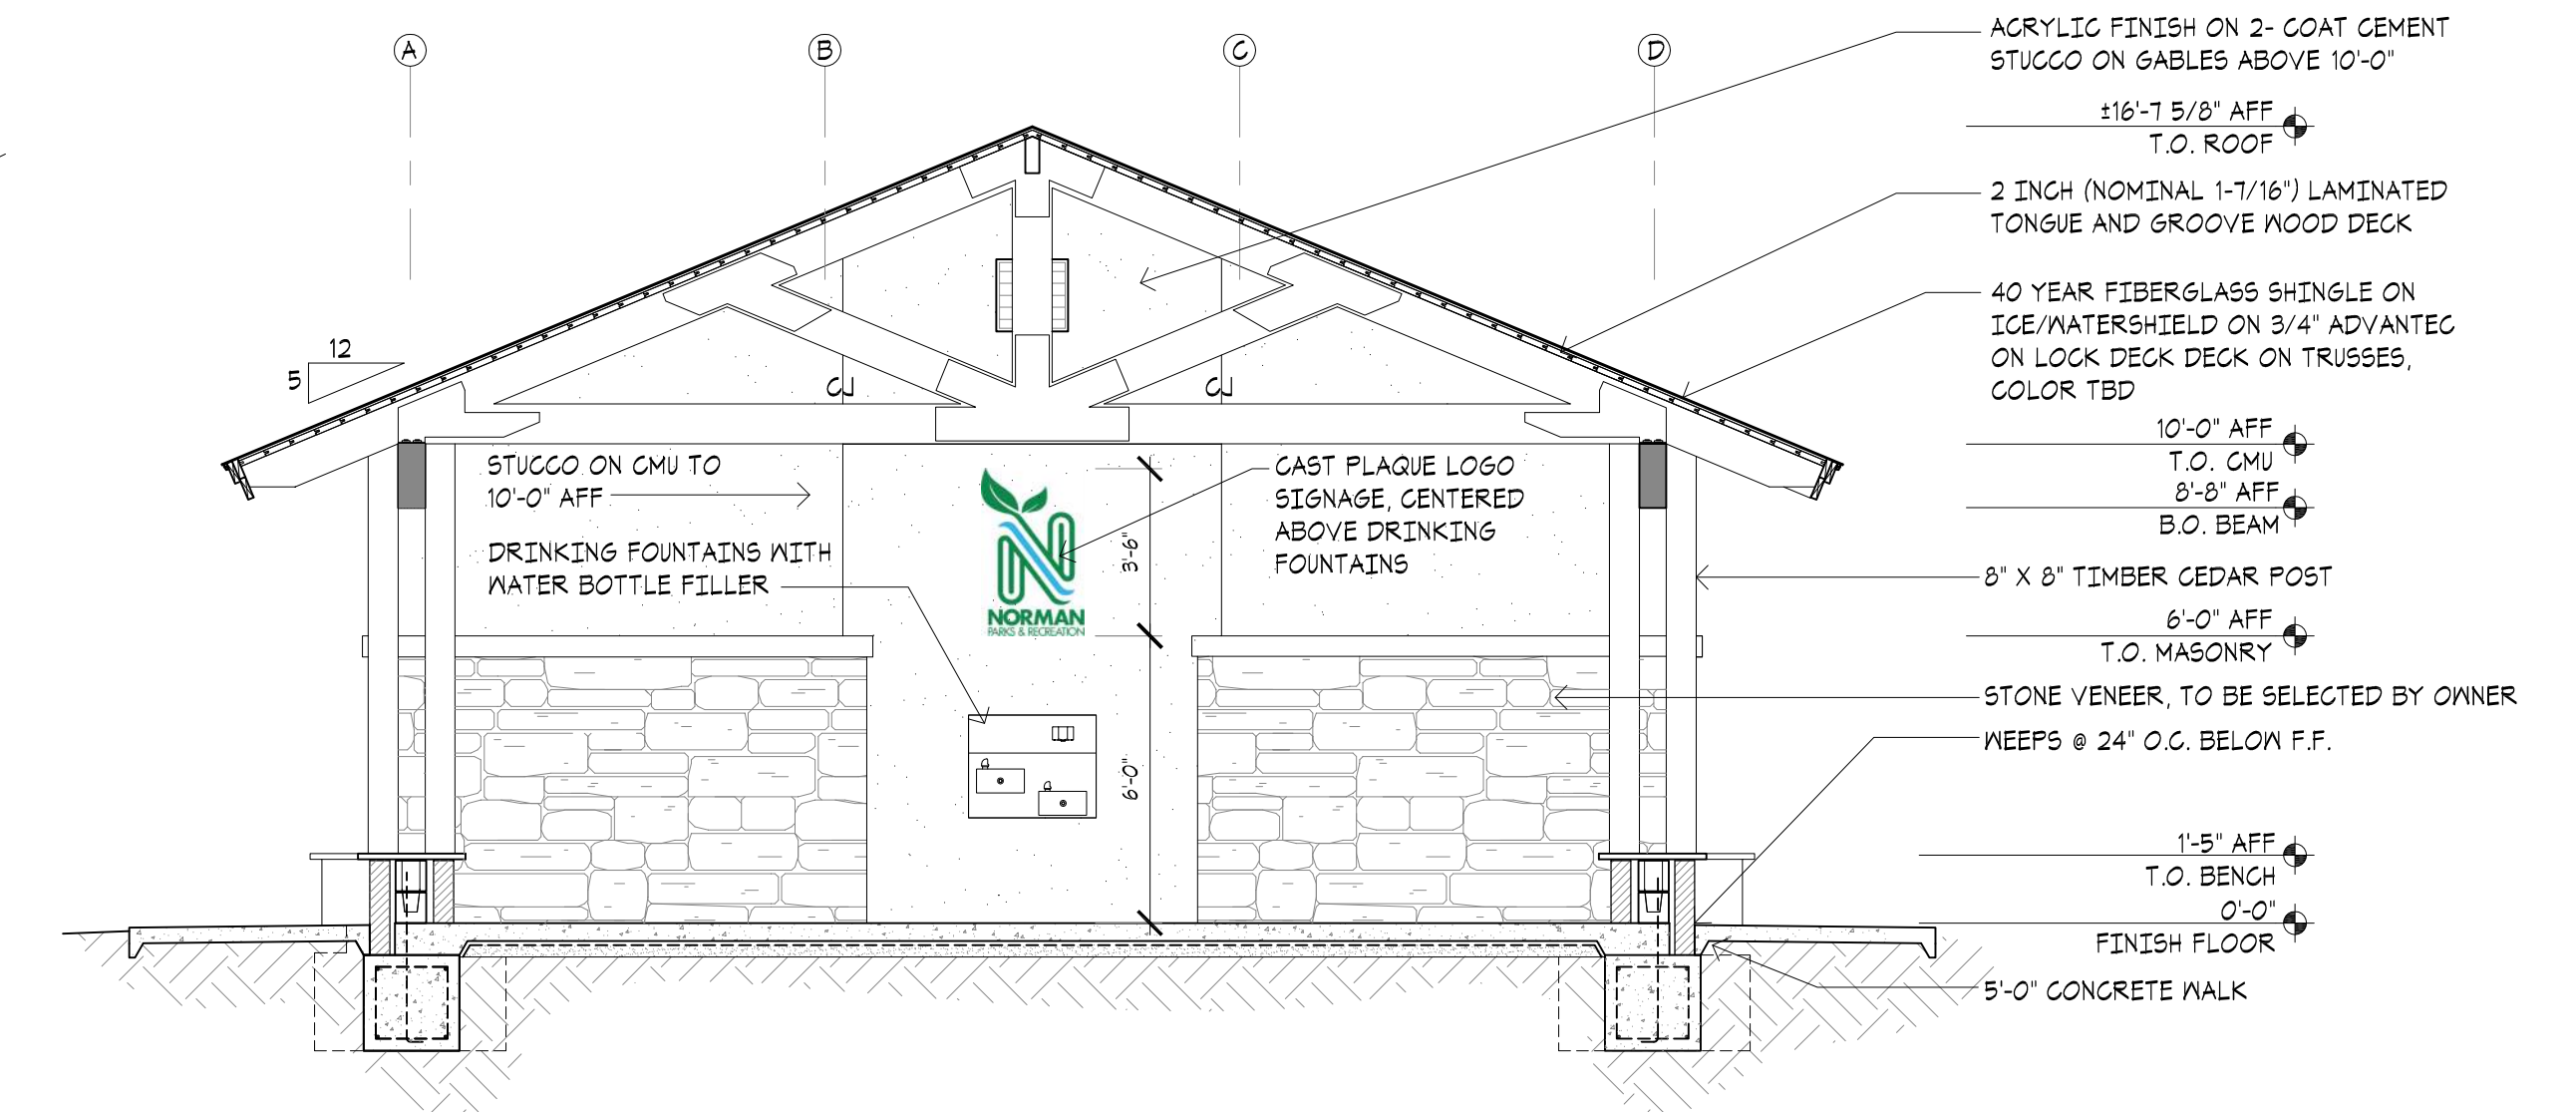 A
B
C
D
ACRYLIC FINISH ON 2- COAT CEMENT
STUCCO ON GABLES ABOVE 10'-0"
±16'-7 5/8" AFF
T.O. ROOF
2 INCH (NOMINAL 1-7/16") LAMINATED
TONGUE AND GROOVE WOOD DECK
40 YEAR FIBERGLASS SHINGLE ON
ICE/WATERSHIELD ON 3/4" ADVANTEC
ON LOCK DECK DECK ON TRUSSES,
COLOR TBD
12
5
CJ
CJ
10'-0" AFF
T.O. CMU
8'-8" AFF
B.O. BEAM
STUCCO ON CMU TO
10'-0" AFF
DRINKING FOUNTAINS WITH
WATER BOTTLE FILLER
NORMAN
PARKS & RECREATION
3'-6"
CAST PLAQUE LOGO
SIGNAGE, CENTERED
ABOVE DRINKING
FOUNTAINS
8" X 8" TIMBER CEDAR POST
6'-0" AFF
T.O. MASONRY
STONE VENEER, TO BE SELECTED BY OWNER
WEEPS @ 24" O.C. BELOW F.F.
6'-0"
1'-5" AFF
T.O. BENCH
0'-0"
FINISH FLOOR
5'-0" CONCRETE WALK